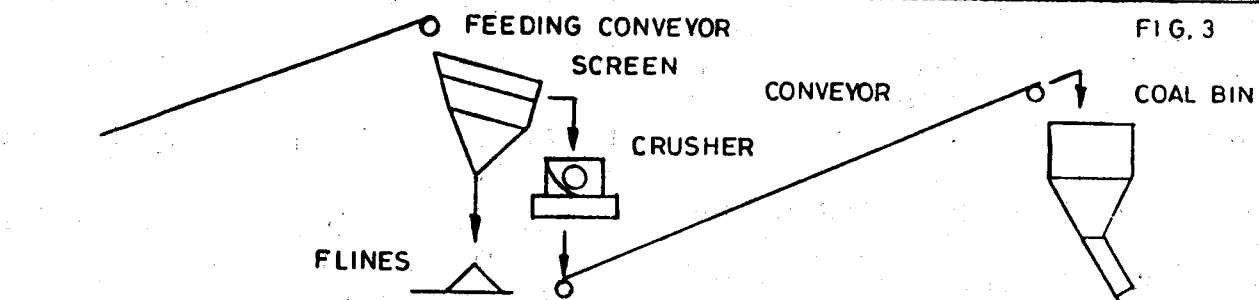 FEEDING CONVEYOR
FIG. 3
SCREEN
CONVEYOR
COAL BIN
CRUSHER
FLINES